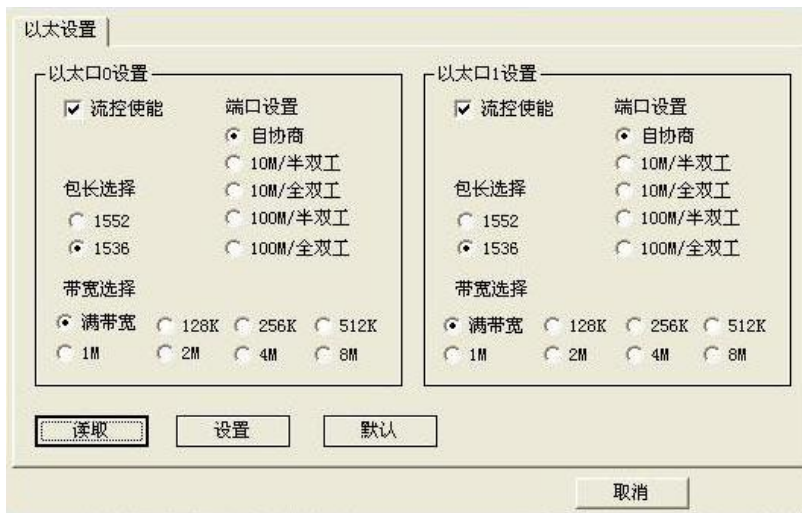 以太设置
以太口0设置
流控使能
端口设置
自协商
10M/半双工
10M/全双工
100M/半双工
100M/全双工
包长选择
1552
1536
带宽选择
满带宽 128K 256K 512K
1M 2M 4M 8M
以太口1设置
流控使能
端口设置
自协商
10M/半双工
10M/全双工
100M/半双工
100M/全双工
包长选择
1552
1536
带宽选择
满带宽 128K 256K 512K
1M 2M 4M 8M
读取 设置 默认
取消